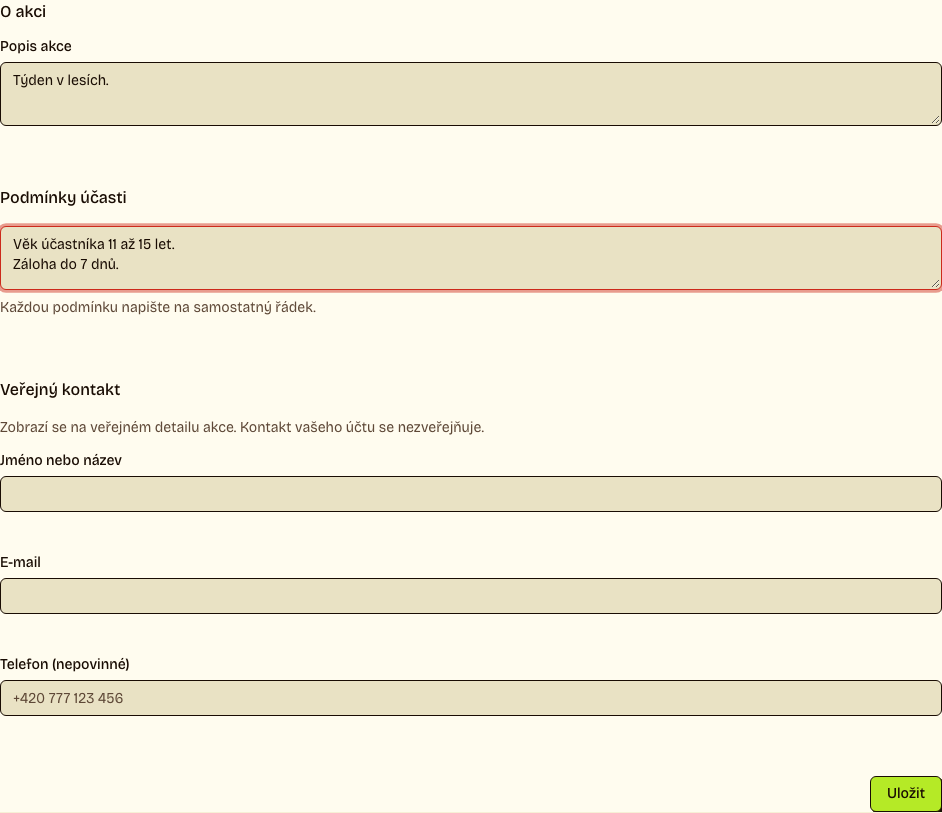 O akci
Popis akce
Týden v lesích.
Podmínky účasti
Věk účastníka 11 až 15 let.
Záloha do 7 dnů.
Každou podmínku napište na samostatný řádek.
Veřejný kontakt
Zobrazí se na veřejném detailu akce. Kontakt vašeho účtu se nezveřejňuje.
Jméno nebo název
E-mail
Telefon (nepovinné)
+420 777 123 456
Uložit